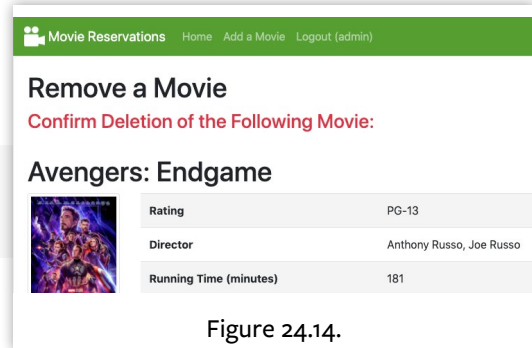 Movie Reservations Home Add a Movie Logout (admin)
Remove a Movie
Confirm Deletion of the Following Movie:
Avengers: Endgame
Rating PG-13
Director Anthony Russo, Joe Russo
Running Time (minutes) 181
Figure 24.14.